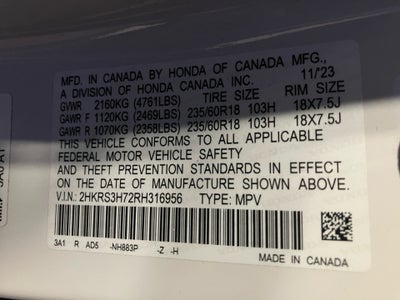 MFD. IN CANADA BY HONDA OF CANADA MFG.,
A DIVISION OF HONDA CANADA INC. 11/'23
GVWR 2160KG (4761LBS) TIRE SIZE RIM SIZE
GAWR F 1120KG (2469LBS) 235/60R18 103H 18X7.5J
GAWR R 1070KG (2358LBS) 235/60R18 103H 18X7.5J
THIS VEHICLE CONFORMS TO ALL APPLICABLE
FEDERAL MOTOR VEHICLE SAFETY
AND THEFT PREVENTION STANDARDS IN EFFECT
ON THE DATE OF MANUFACTURE SHOWN ABOVE.
V.I.N.: 2HKRS3H72RH316956 TYPE: MPV
3A1 R AD5 -NH883P -Z -H
MADE IN CANADA